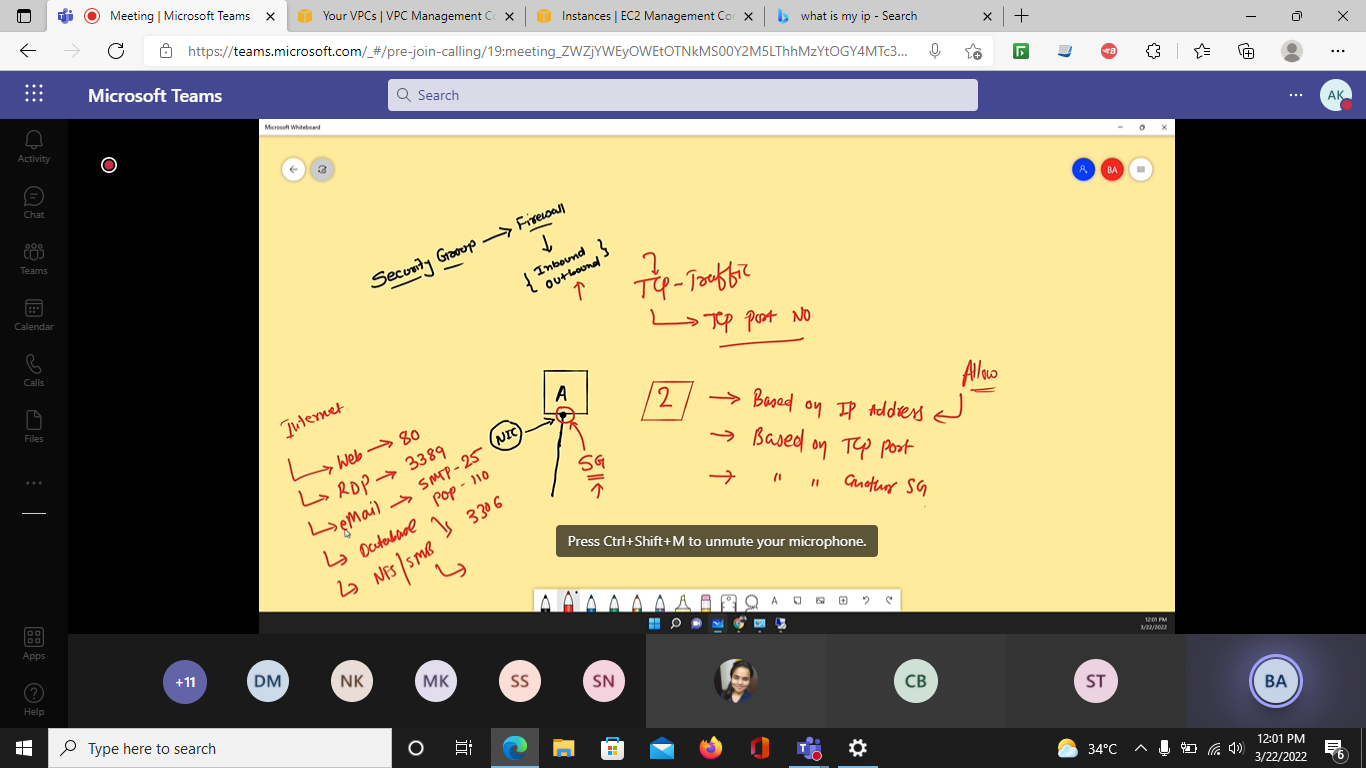 Meeting | Microsoft Teams
Your VPCs | VPC Management Co
Instances | EC2 Management Con
what is my ip - Search
https://teams.microsoft.com/_#/pre-join-calling/19:meeting_ZWZjYWEyOWEtOTNkMS00Y2M5LThhMzYtOGY4MTc3...
Microsoft Teams
Search
AK
Activity
Chat
Teams
Calendar
Calls
Files
Apps
Help
Microsoft Whiteboard
BA
Security Group
Firewall
{ Inbound }
Outbound
TCP-Traffic
TCP port NO
A
NIC
SG
2
Allow
Based on IP Address
Based on TCP port
" " another SG
Internet
Web → 80
RDP → 3389
eMail → SMTP-25
POP-110
Database
3306
NFS/SMB
Press Ctrl+Shift+M to unmute your microphone.
A
12:01 PM
3/22/2022
+11
DM
NK
MK
SS
SN
CB
ST
BA
Type here to search
34°C
12:01 PM
3/22/2022
6